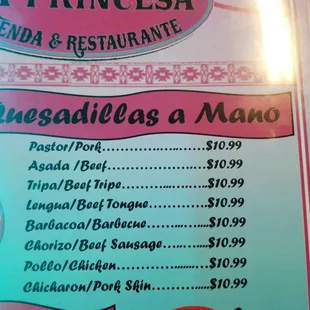 PRINCESA
ENDA & RESTAURANTE
Quesadillas a Mano
Pastor/Pork....................$10.99
Asada /Beef....................$10.99
Tripa/Beef Tripe....................$10.99
Lengua/Beef Tongue...............$10.99
Barbacoa/Barbecue...............$10.99
Chorizo/Beef Sausage...........$10.99
Pollo/Chicken....................$10.99
Chicharon/Pork Skin..............$10.99